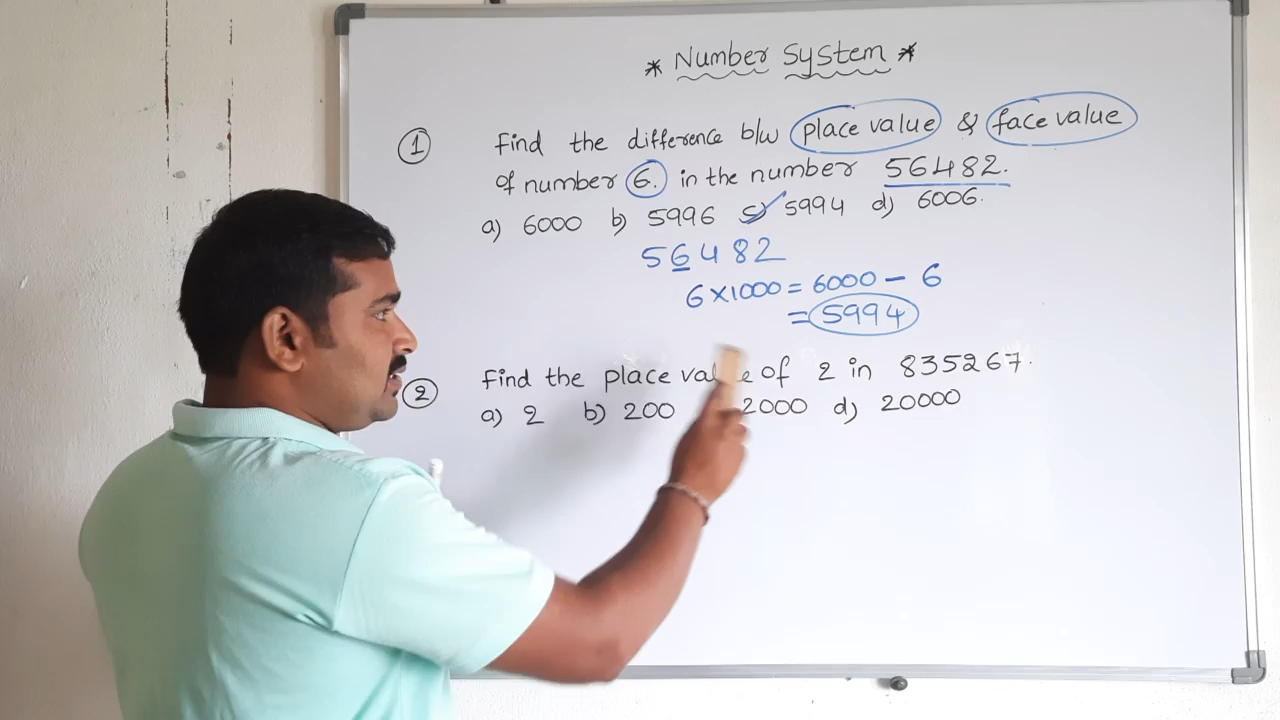 * Number System *
1 Find the difference b/w place value & face value
of number 6. in the number 56482.
a) 6000 b) 5996 c) 5994 d) 6006.
56482
6×1000 = 6000 - 6
= 5994
2 Find the place value of 2 in 835267.
a) 2 b) 200 2000 d) 20000